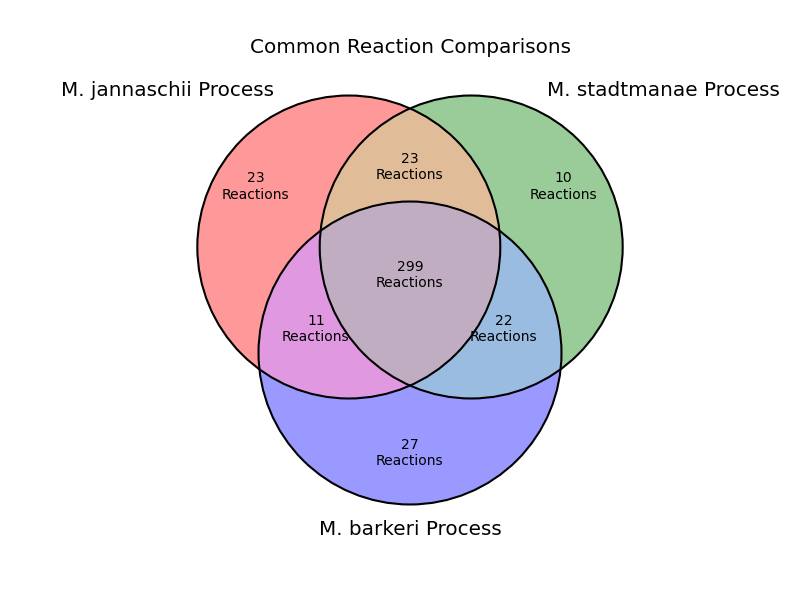 Common Reaction Comparisons
M. jannaschii Process
M. stadtmanae Process
23
Reactions
23
Reactions
10
Reactions
299
Reactions
11
Reactions
22
Reactions
27
Reactions
M. barkeri Process